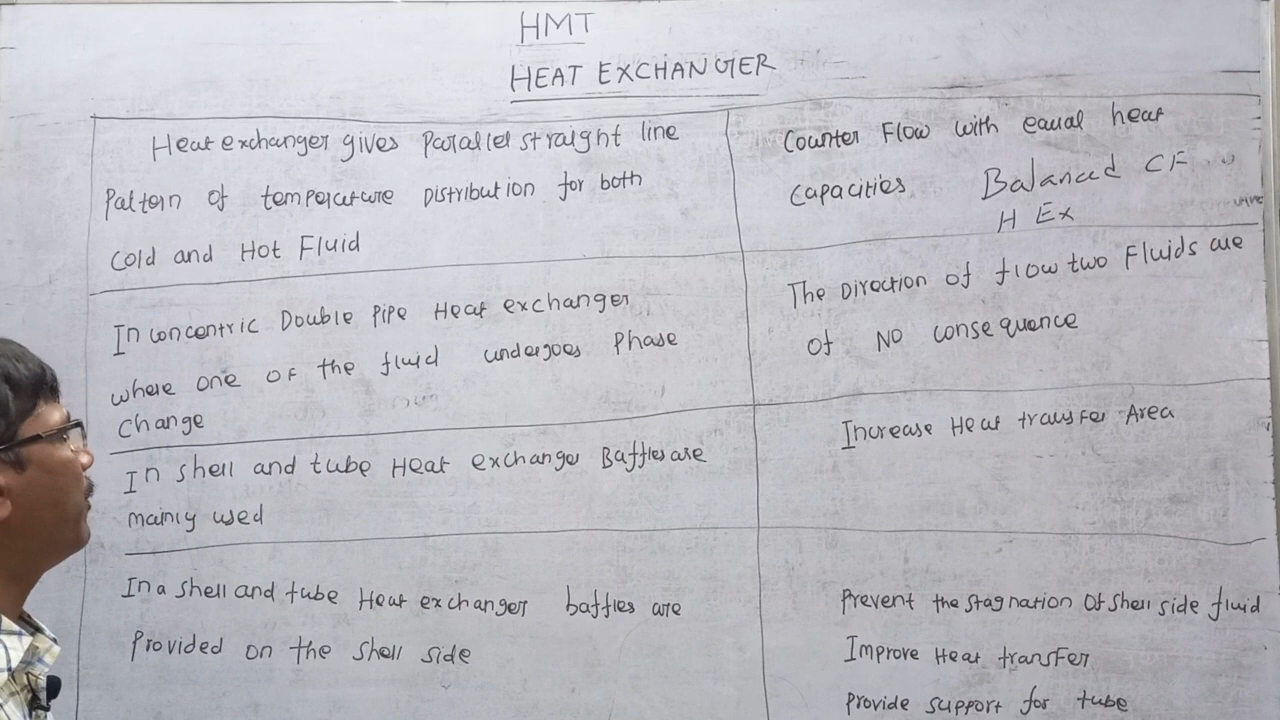 HMT
HEAT EXCHANGER
Heat exchanger gives Parallel straight line
Pattern of temperature Distribution for both
Cold and Hot Fluid
Counter Flow with equal heat
capacities
Balanced CF
H Ex
In concentric Double pipe Heat exchanger
where one of the fluid undergoes Phase
change
The Direction of flow two Fluids are
of NO consequence
In shell and tube Heat exchanger Baffles are
mainly used
Increase Heat transfer Area
In a shell and tube Heat exchanger baffles are
Provided on the shell side
Prevent the stagnation of shell side fluid
Improve Heat transfer
Provide support for tube